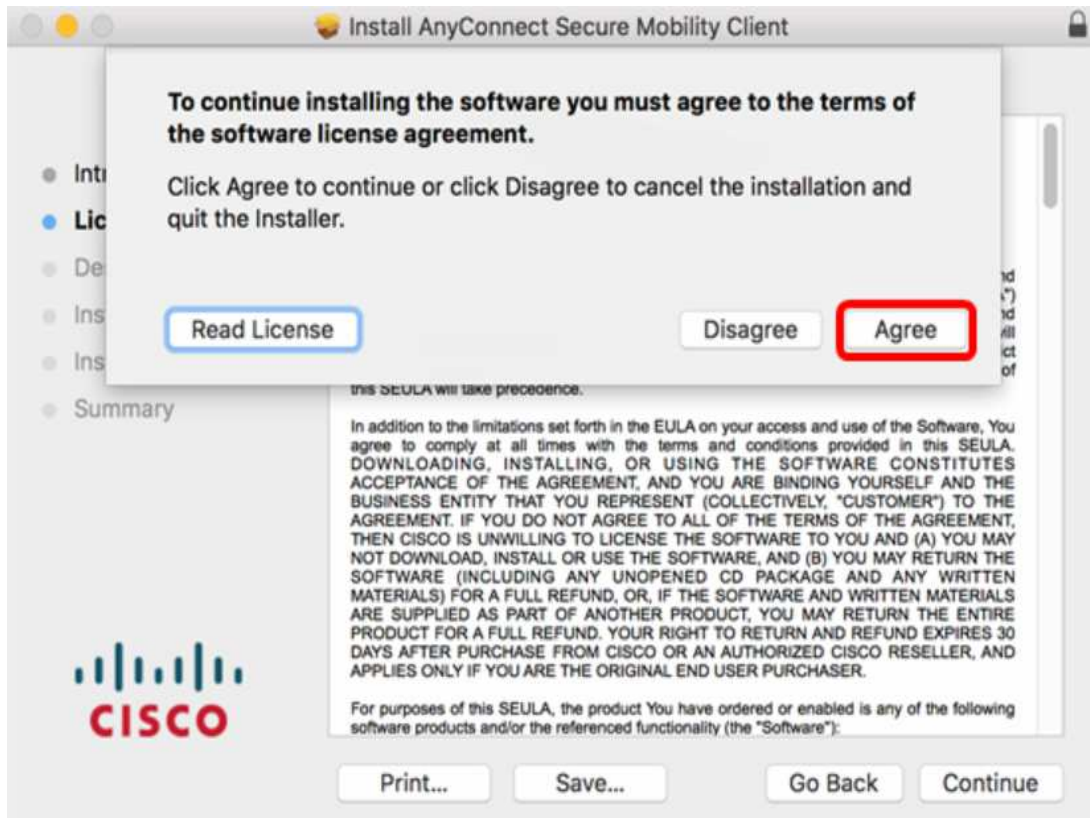 Install AnyConnect Secure Mobility Client
To continue installing the software you must agree to the terms of
the software license agreement.
Click Agree to continue or click Disagree to cancel the installation and
quit the Installer.
Read License
Disagree
Agree
Summary
this SEULA will take precedence.
In addition to the limitations set forth in the EULA on your access and use of the Software, You
agree to comply at all times with the terms and conditions provided in this SEULA.
DOWNLOADING, INSTALLING, OR USING THE SOFTWARE CONSTITUTES
ACCEPTANCE OF THE AGREEMENT, AND YOU ARE BINDING YOURSELF AND THE
BUSINESS ENTITY THAT YOU REPRESENT (COLLECTIVELY, "CUSTOMER") TO THE
AGREEMENT. IF YOU DO NOT AGREE TO ALL OF THE TERMS OF THE AGREEMENT,
THEN CISCO IS UNWILLING TO LICENSE THE SOFTWARE TO YOU AND (A) YOU MAY
NOT DOWNLOAD, INSTALL OR USE THE SOFTWARE, AND (B) YOU MAY RETURN THE
SOFTWARE (INCLUDING ANY UNOPENED CD PACKAGE AND ANY WRITTEN
MATERIALS) FOR A FULL REFUND, OR, IF THE SOFTWARE AND WRITTEN MATERIALS
ARE SUPPLIED AS PART OF ANOTHER PRODUCT, YOU MAY RETURN THE ENTIRE
PRODUCT FOR A FULL REFUND. YOUR RIGHT TO RETURN AND REFUND EXPIRES 30
DAYS AFTER PURCHASE FROM CISCO OR AN AUTHORIZED CISCO RESELLER, AND
APPLIES ONLY IF YOU ARE THE ORIGINAL END USER PURCHASER.
For purposes of this SEULA, the product You have ordered or enabled is any of the following
software products and/or the referenced functionality (the "Software"):
CISCO
Print...
Save...
Go Back
Continue